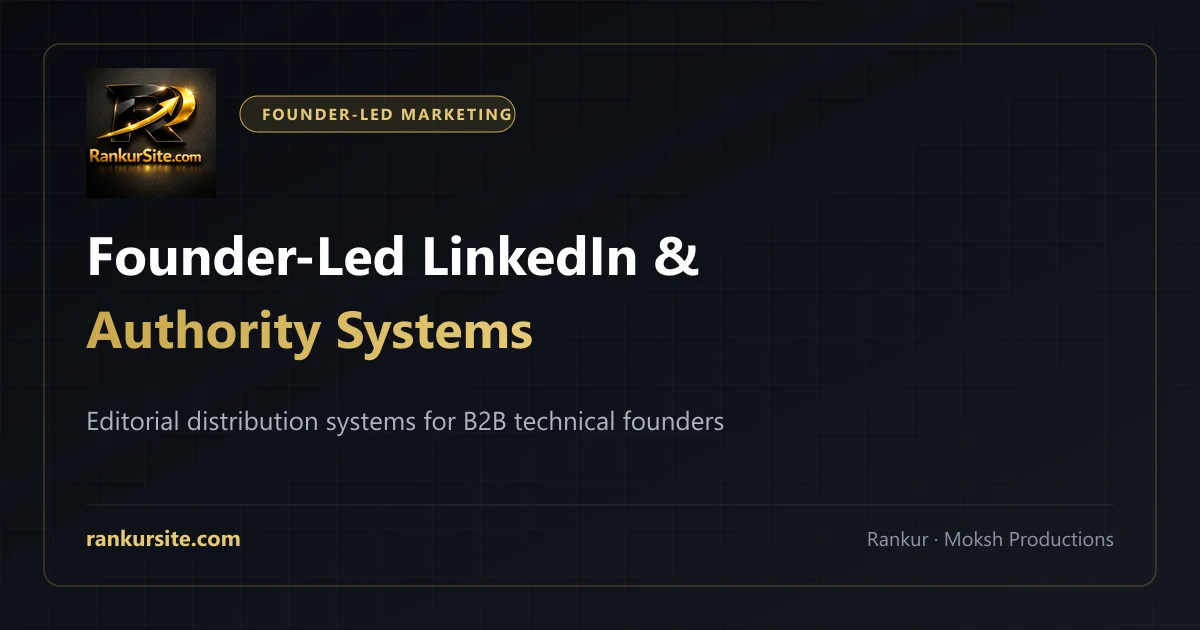 RankurSite.com
FOUNDER-LED MARKETING
Founder-Led LinkedIn &
Authority Systems
Editorial distribution systems for B2B technical founders
rankursite.com
Rankur · Moksh Productions